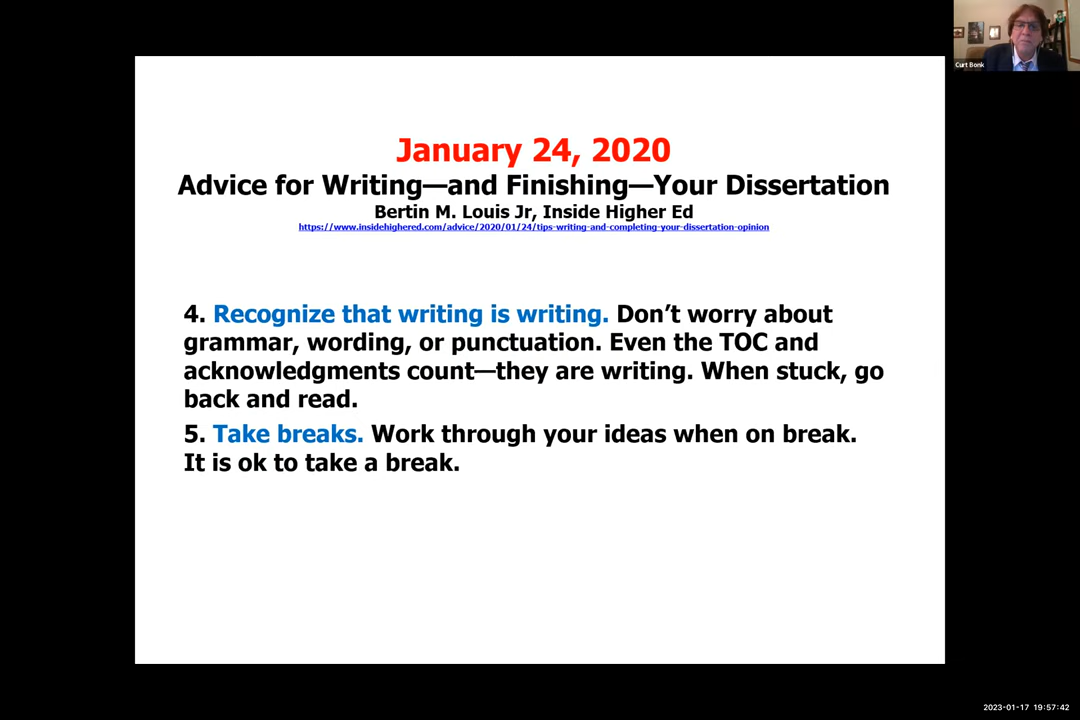 Curt Bonk
January 24, 2020
Advice for Writing—and Finishing—Your Dissertation
Bertin M. Louis Jr, Inside Higher Ed
https://www.insidehighered.com/advice/2020/01/24/tips-writing-and-completing-your-dissertation-opinion
4. Recognize that writing is writing. Don’t worry about
grammar, wording, or punctuation. Even the TOC and
acknowledgments count—they are writing. When stuck, go
back and read.
5. Take breaks. Work through your ideas when on break.
It is ok to take a break.
2023-01-17 19:57:42